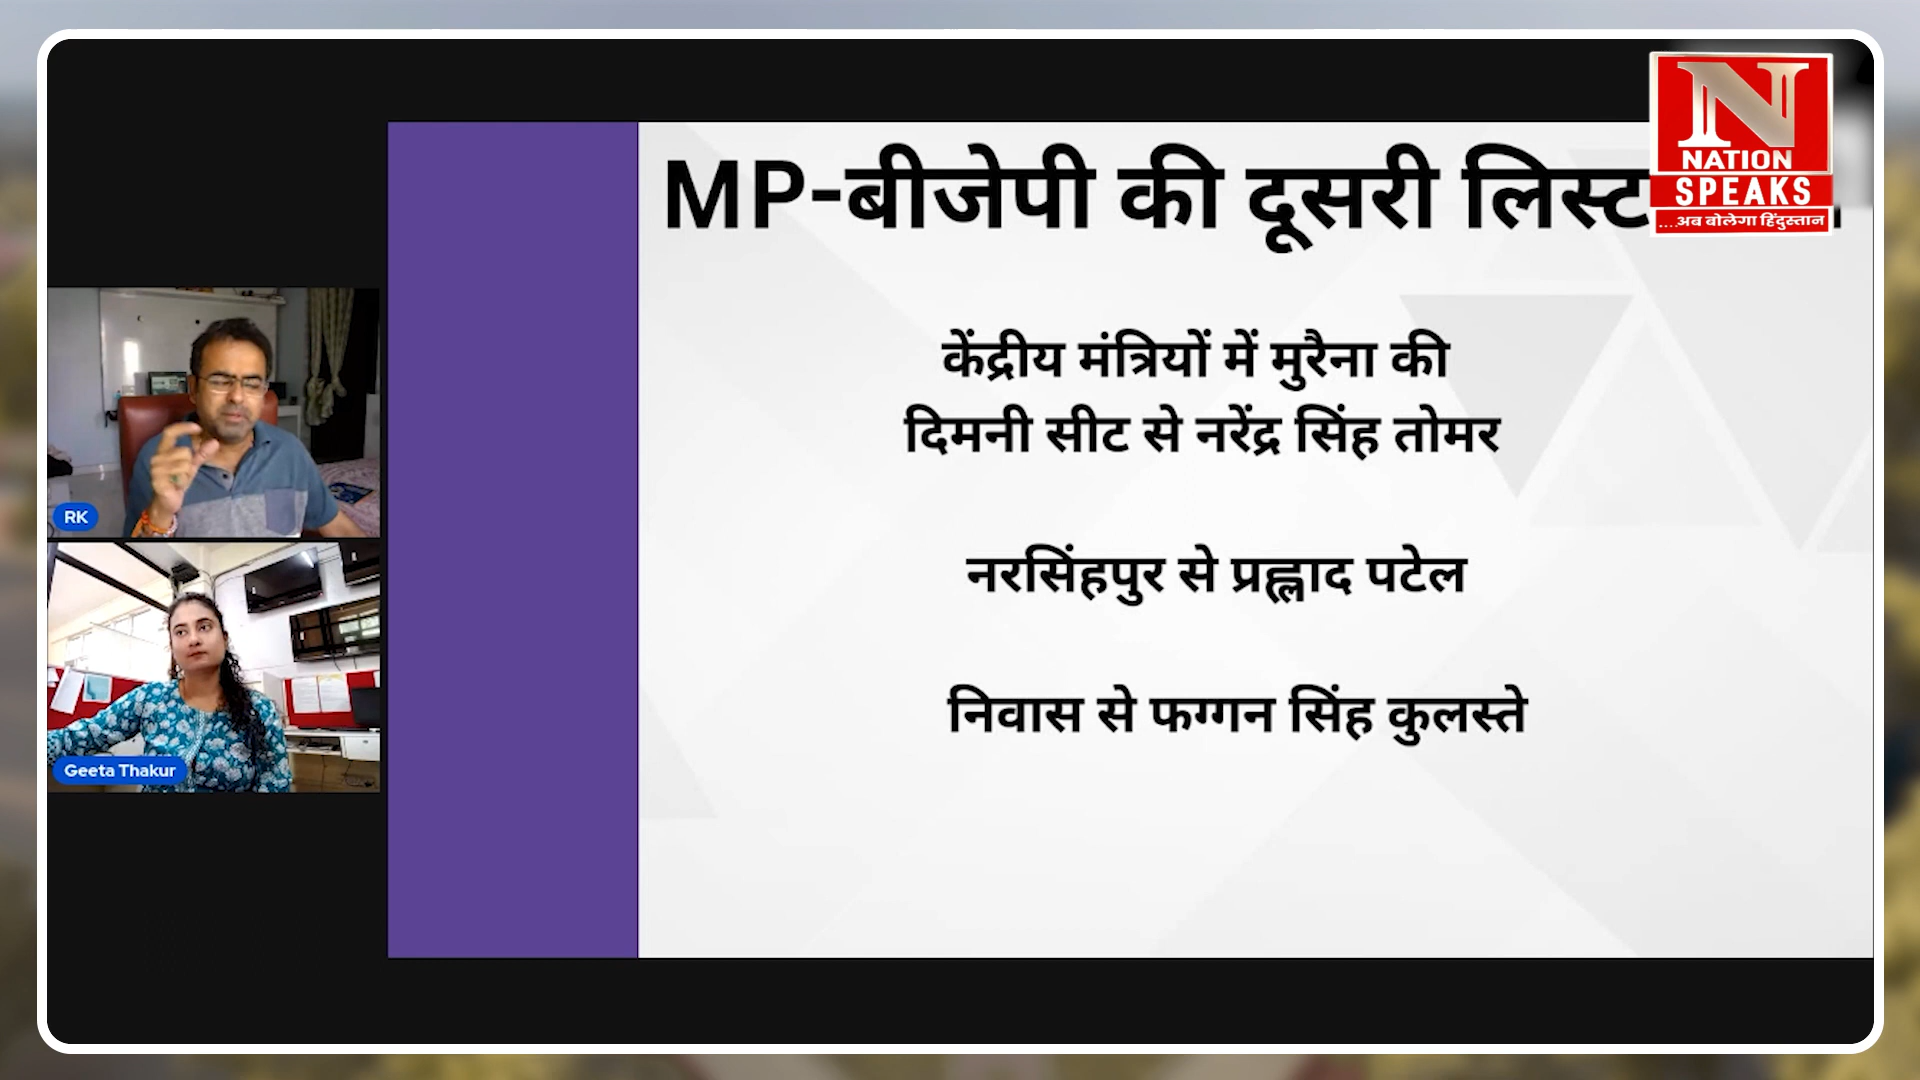 MP-बीजेपी की दूसरी लिस्ट
NATION
SPEAKS
....अब बोलेगा हिंदुस्तान
केंद्रीय मंत्रियों में मुरैना की
दिमनी सीट से नरेंद्र सिंह तोमर
नरसिंहपुर से प्रह्लाद पटेल
निवास से फग्गन सिंह कुलस्ते
RK
Geeta Thakur